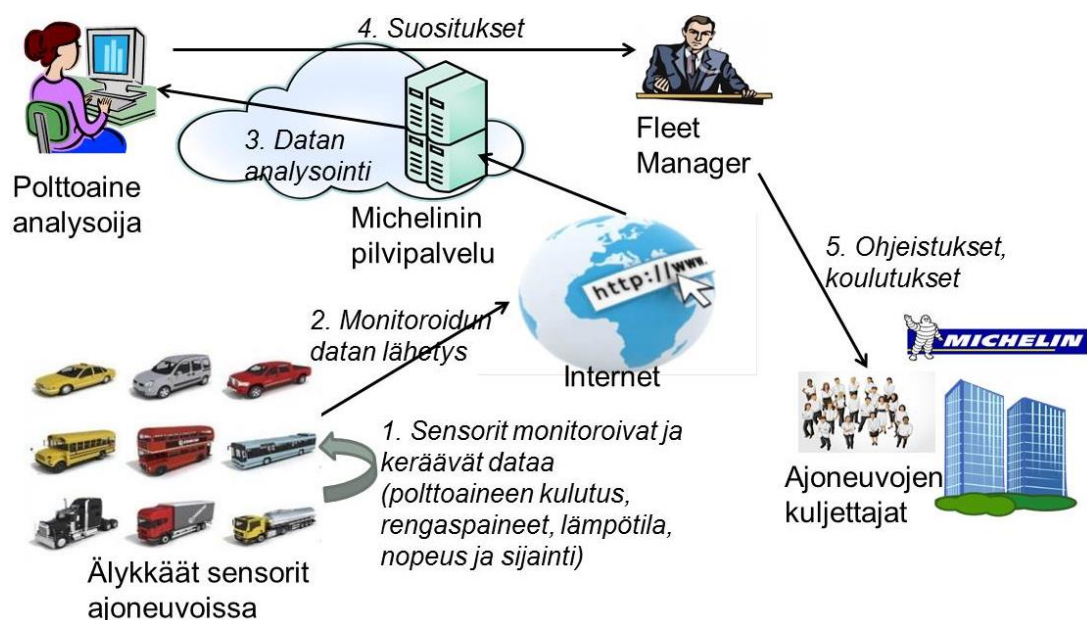 4. Suositukset
3. Datan
analysointi
Polttoaine
analysoija
Michelinin
pilvipalvelu
Fleet
Manager
http://www.
5. Ohjeistukset,
koulutukset
2. Monitoroidun
datan lähetys
Internet
MICHELIN
1. Sensorit monitoroivat ja
keräävät dataa
(polttoaineen kulutus,
rengaspaineet, lämpötila,
nopeus ja sijainti)
Ajoneuvojen
kuljettajat
Älykkäät sensorit
ajoneuvoissa